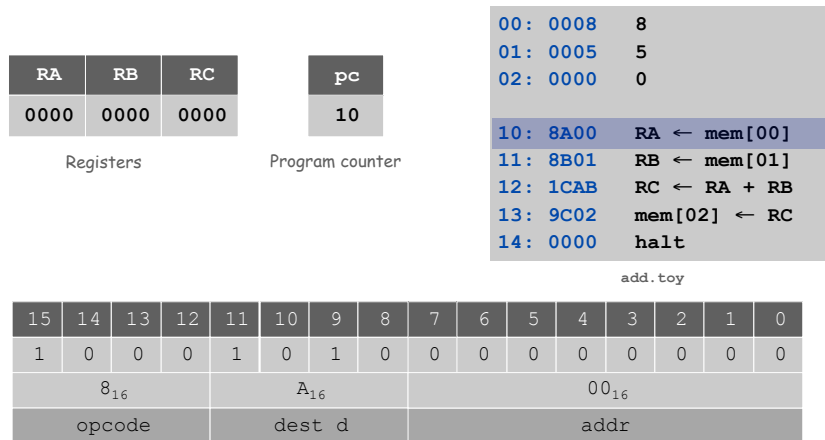 00: 0008 8
01: 0005 5
02: 0000 0
10: 8A00 RA ← mem[00]
11: 8B01 RB ← mem[01]
12: 1CAB RC ← RA + RB
13: 9C02 mem[02] ← RC
14: 0000 halt
add.toy
RA RB RC
0000 0000 0000
Registers
pc
10
Program counter
15 14 13 12 11 10 9 8 7 6 5 4 3 2 1 0
1 0 0 0 1 0 1 0 0 0 0 0 0 0 0 0
8₁₆ A₁₆ 00₁₆
opcode dest d addr